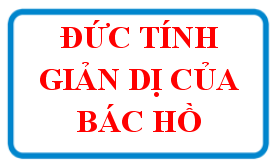 ĐỨC TÍNH
GIẢN DỊ CỦA
BÁC HỒ